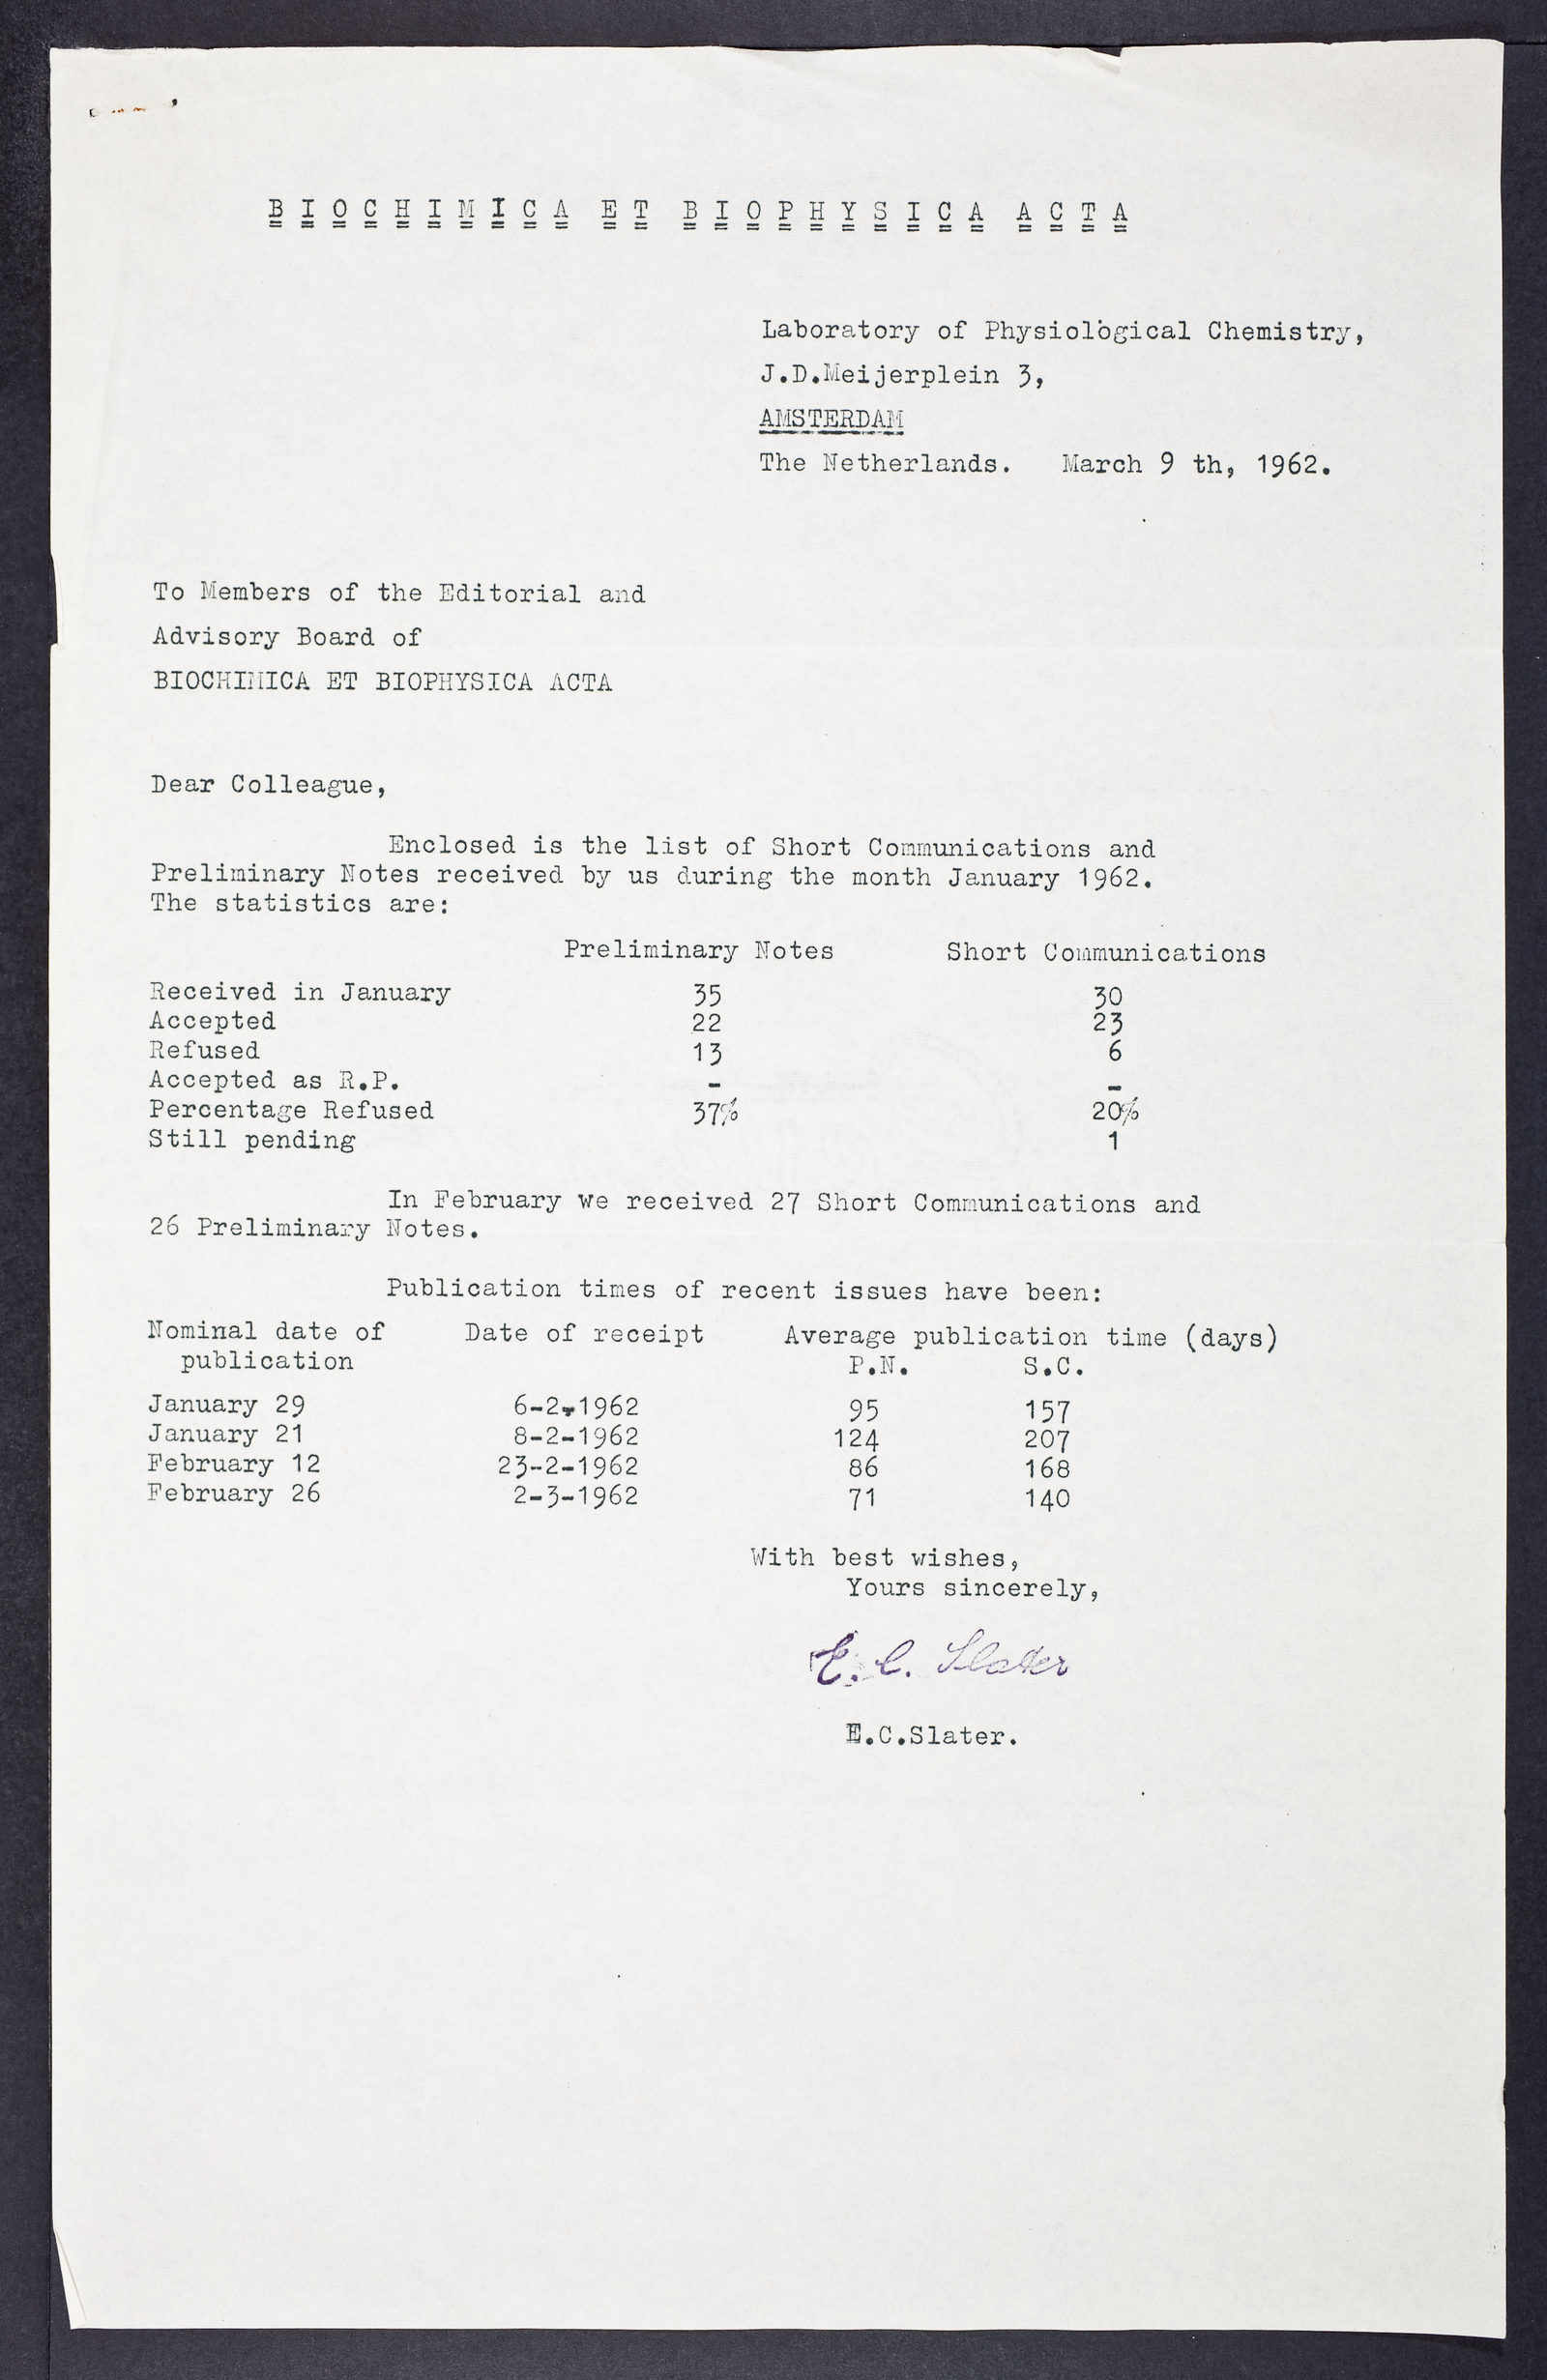 BIOCHIMICA ET BIOPHYSICA ACTA
Laboratory of Physiological Chemistry,
J.D.Meijerplein 3,
AMSTERDAM
The Netherlands. March 9 th, 1962.
To Members of the Editorial and
Advisory Board of
BIOCHIMICA ET BIOPHYSICA ACTA
Dear Colleague,
Enclosed is the list of Short Communications and
Preliminary Notes received by us during the month January 1962.
The statistics are:
Preliminary Notes Short Communications
Received in January 35 30
Accepted 22 23
Refused 13 6
Accepted as R.P. - -
Percentage Refused 37% 20%
Still pending 1
In February we received 27 Short Communications and
26 Preliminary Notes.
Publication times of recent issues have been:
Nominal date of Date of receipt Average publication time (days)
publication P.N. S.C.
January 29 6-2-1962 95 157
January 21 8-2-1962 124 207
February 12 23-2-1962 86 168
February 26 2-3-1962 71 140
With best wishes,
Yours sincerely,
E.C. Slater
E.C.Slater.